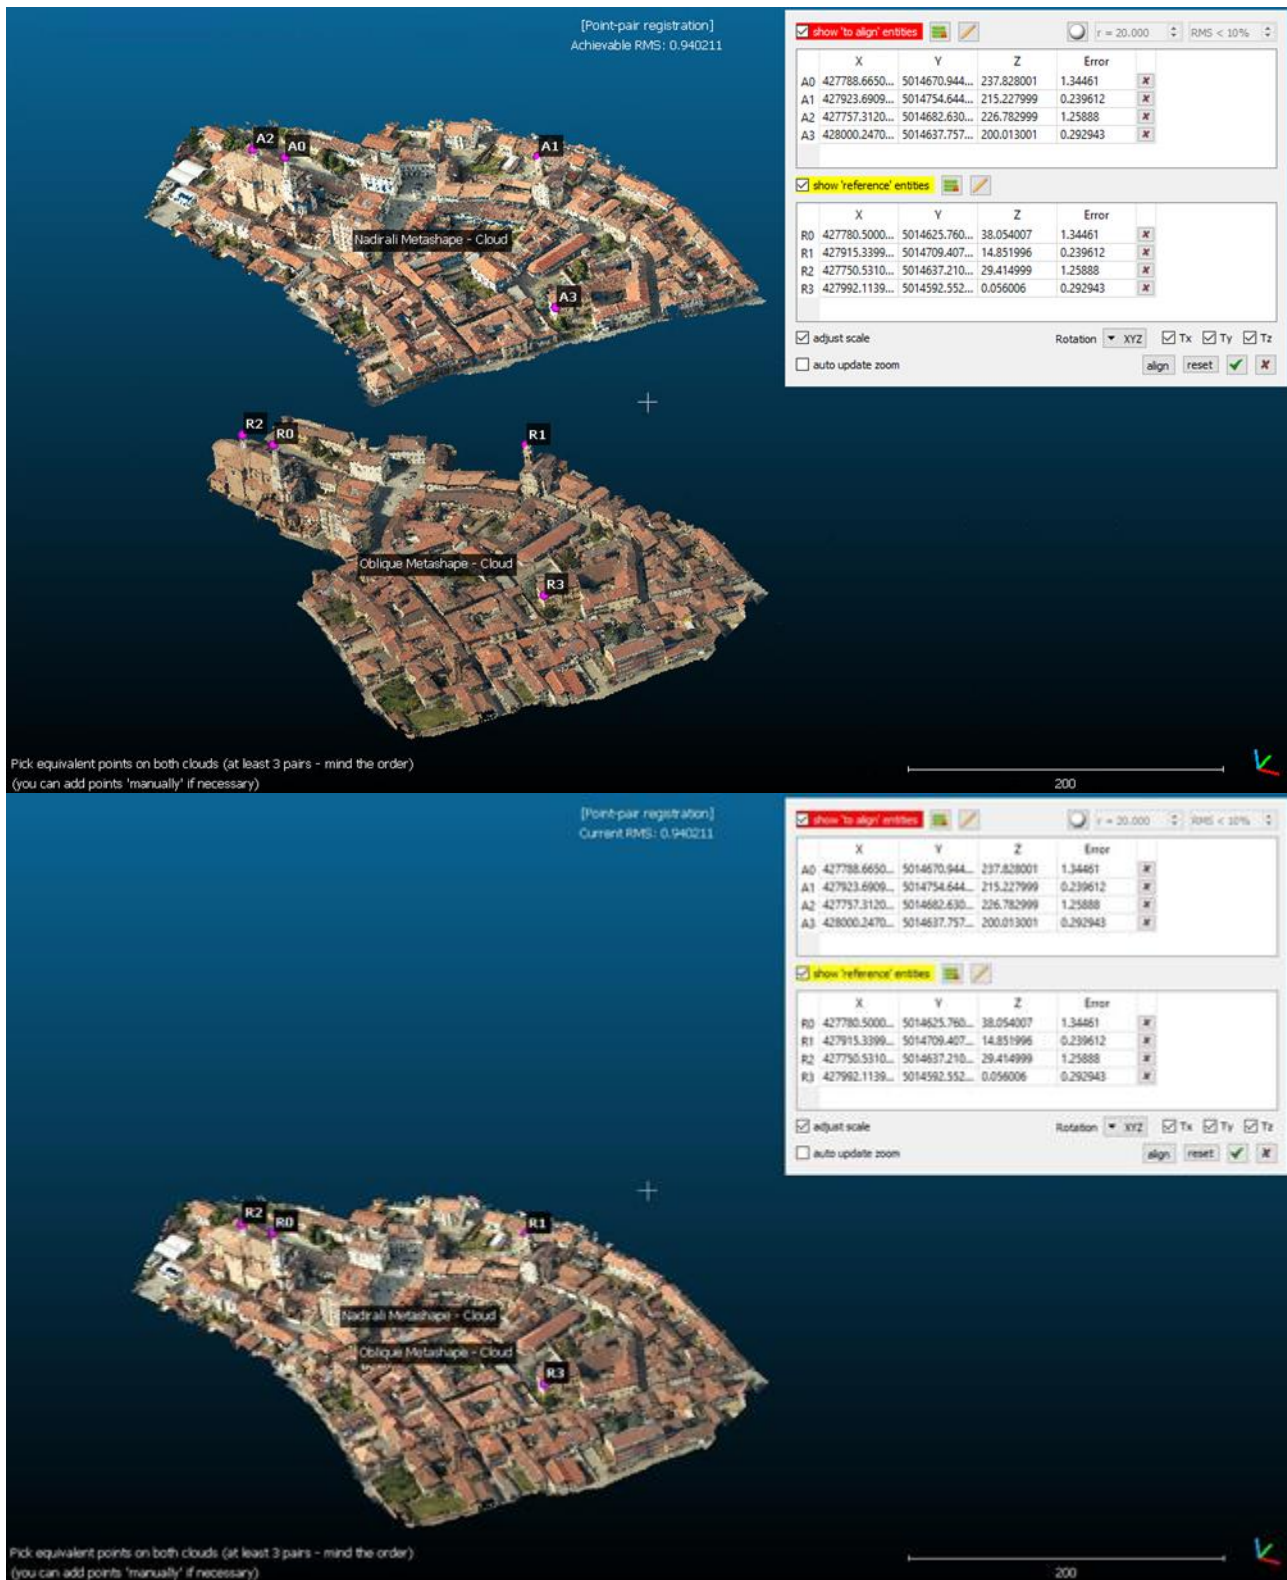 [Point-pair registration]
Achievable RMS: 0.940211
show 'to align' entities r = 20.000 RMS < 10%
X Y Z Error
A0 427788.6650... 5014670.944... 237.828001 1.34461
A1 427923.6909... 5014754.644... 215.227999 0.239612
A2 427757.3120... 5014682.630... 226.782999 1.25888
A3 428000.2470... 5014637.757... 200.013001 0.292943
show 'reference' entities
X Y Z Error
R0 427780.5000... 5014625.760... 38.054007 1.34461
R1 427915.3399... 5014709.407... 14.851996 0.239612
R2 427750.5310... 5014637.210... 29.414999 1.25888
R3 427992.1139... 5014592.552... 0.056006 0.292943
adjust scale Rotation XYZ Tx Ty Tz
auto update zoom align reset
A2 A0 A1
Nadirali Metashape - Cloud
A3
R2 R0 R1
Oblique Metashape - Cloud
R3
Pick equivalent points on both clouds (at least 3 pairs - mind the order)
(you can add points 'manually' if necessary)
200
[Point-pair registration]
Current RMS: 0.940211
show 'to align' entities r = 20.000 RMS < 10%
X Y Z Error
A0 427788.6650... 5014670.944... 237.828001 1.34461
A1 427923.6909... 5014754.644... 215.227999 0.239612
A2 427757.3120... 5014682.630... 226.782999 1.25888
A3 428000.2470... 5014637.757... 200.013001 0.292943
show 'reference' entities
X Y Z Error
R0 427780.5000... 5014625.760... 38.054007 1.34461
R1 427915.3399... 5014709.407... 14.851996 0.239612
R2 427750.5310... 5014637.210... 29.414999 1.25888
R3 427992.1139... 5014592.552... 0.056006 0.292943
adjust scale Rotation XYZ Tx Ty Tz
auto update zoom align reset
R2 R0 R1
Nadirali Metashape - Cloud
Oblique Metashape - Cloud
R3
Pick equivalent points on both clouds (at least 3 pairs - mind the order)
(you can add points 'manually' if necessary)
200